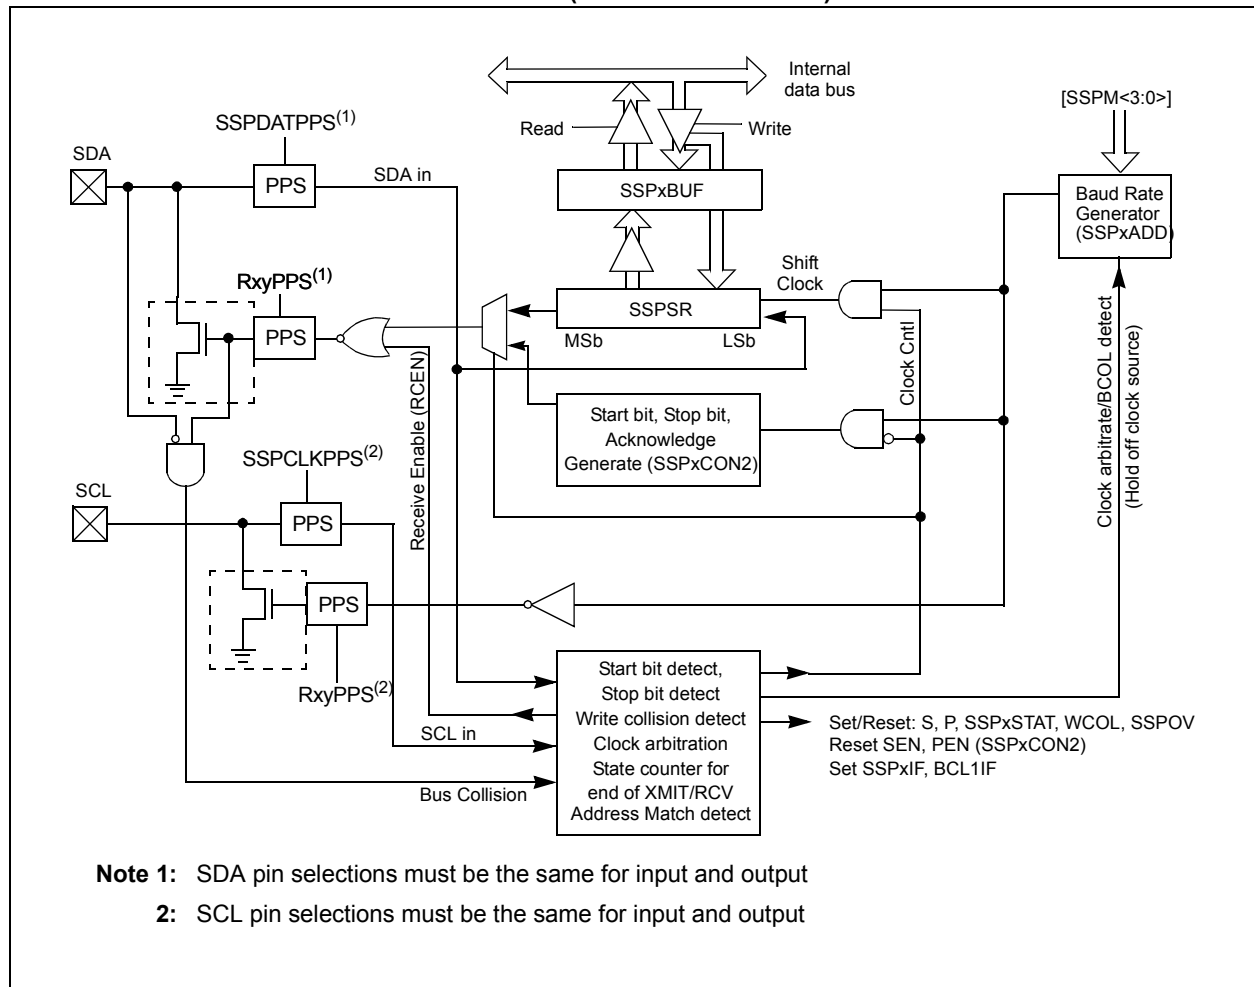 Internal
data bus
[SSPM<3:0>]
SSPDATPPS(1)
Read
Write
SDA
PPS
SDA in
SSPxBUF
Baud Rate
Generator
(SSPxADD)
RxyPPS(1)
Shift
Clock
PPS
SSPSR
MSb
LSb
Clock Cntl
Receive Enable (RCEN)
Clock arbitrate/BCOL detect
(Hold off clock source)
Start bit, Stop bit,
Acknowledge
Generate (SSPxCON2)
SSPCLKPPS(2)
SCL
PPS
PPS
RxyPPS(2)
SCL in
Bus Collision
Start bit detect,
Stop bit detect
Write collision detect
Clock arbitration
State counter for
end of XMIT/RCV
Address Match detect
Set/Reset: S, P, SSPxSTAT, WCOL, SSPOV
Reset SEN, PEN (SSPxCON2)
Set SSPxIF, BCL1IF
Note 1: SDA pin selections must be the same for input and output
2: SCL pin selections must be the same for input and output